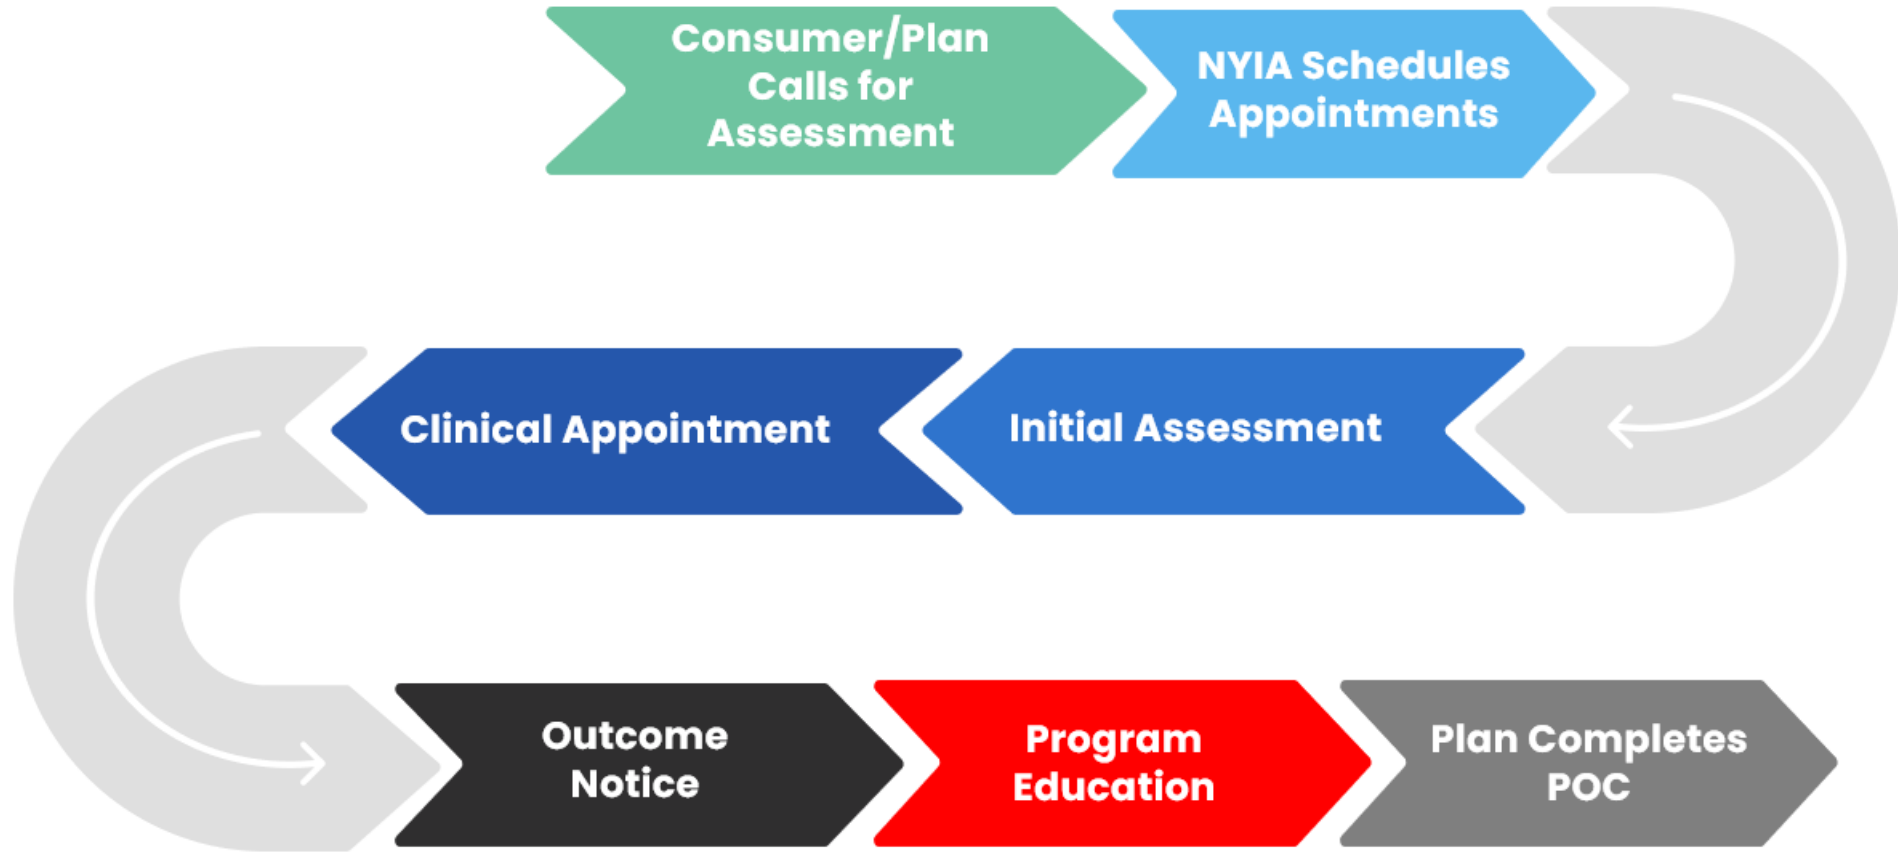 Consumer/Plan
Calls for
Assessment
NYIA Schedules
Appointments
Initial Assessment
Clinical Appointment
Outcome
Notice
Program
Education
Plan Completes
POC